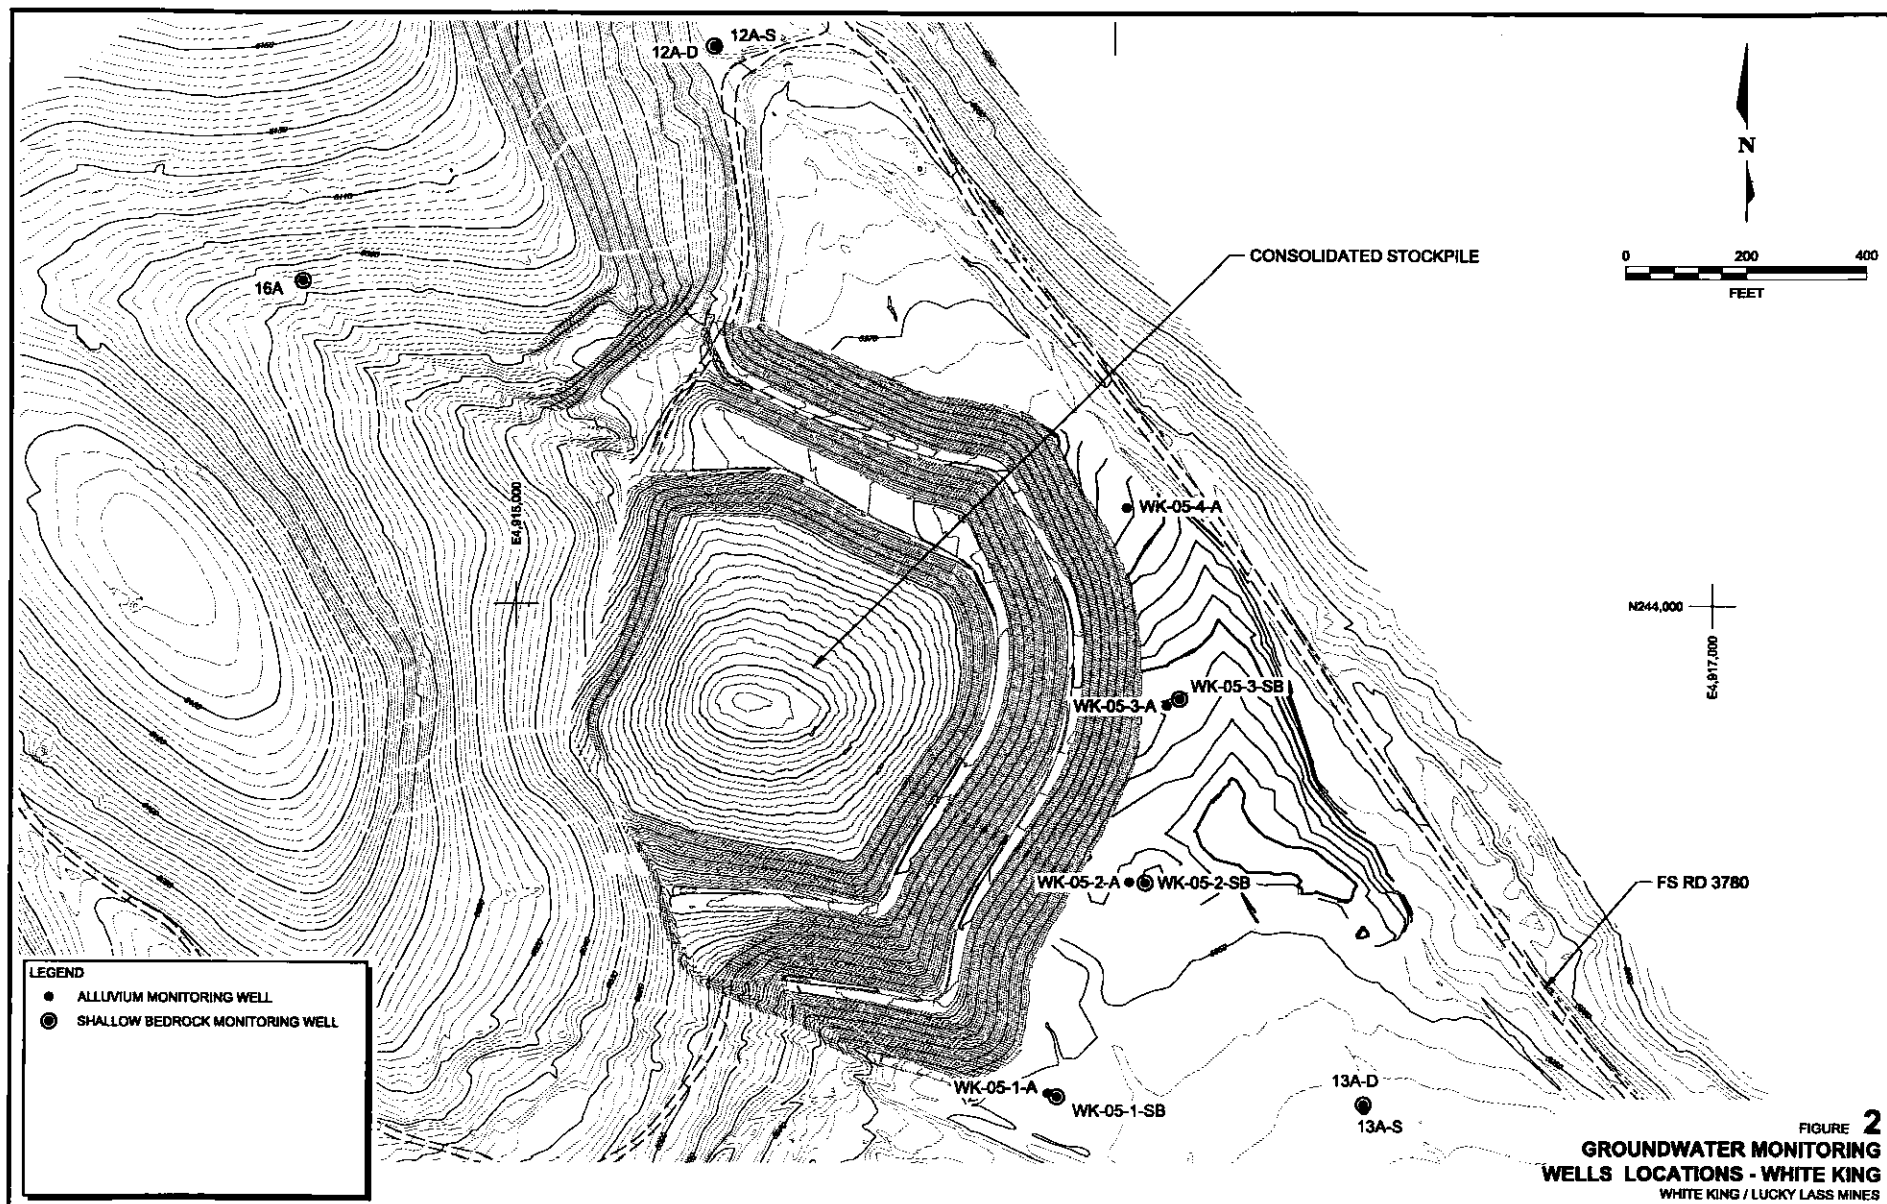 12A-S
12A-D
N
CONSOLIDATED STOCKPILE
0 200 400
FEET
16A
E4,915,000
WK-05-4-A
N244,000
E4,917,000
WK-05-3-SB
WK-05-3-A
WK-05-2-A
WK-05-2-SB
FS RD 3780
LEGEND
ALLUVIUM MONITORING WELL
SHALLOW BEDROCK MONITORING WELL
WK-05-1-A
WK-05-1-SB
13A-D
13A-S
FIGURE 2
GROUNDWATER MONITORING
WELLS LOCATIONS - WHITE KING
WHITE KING / LUCKY LASS MINES